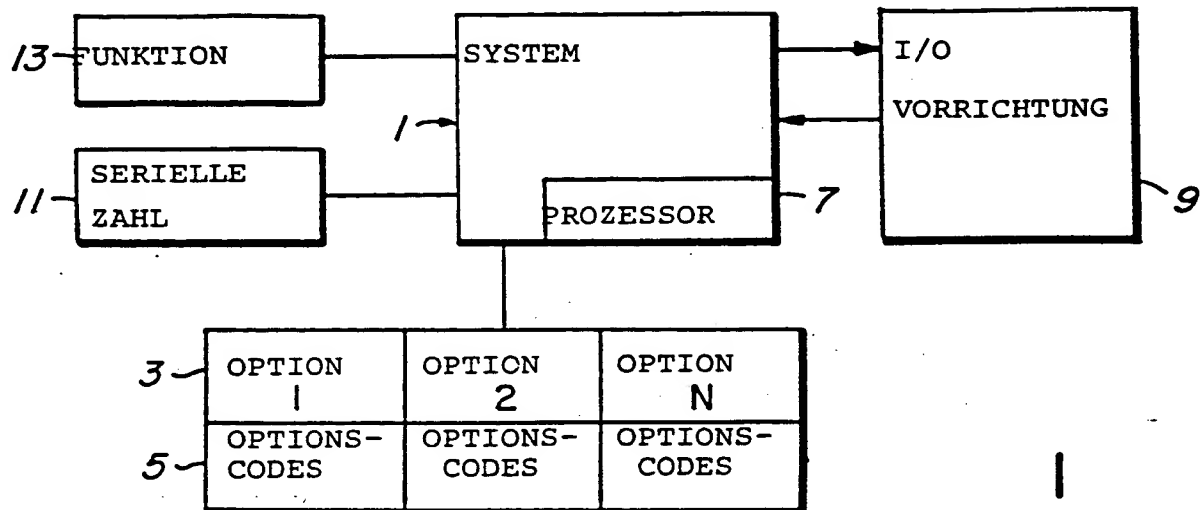 13
FUNKTION
SYSTEM
I/O
VORRICHTUNG
1
11
SERIELLE
ZAHL
PROZESSOR
7
9
3
OPTION
1
OPTION
2
OPTION
N
5
OPTIONS-
CODES
OPTIONS-
CODES
OPTIONS-
CODES
1